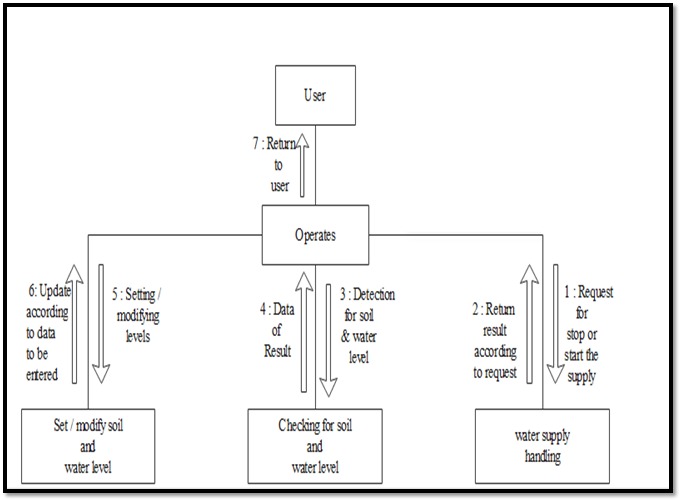 User
7 : Return
to
user
Operates
6: Update
according
to data
to be
entered
5 : Setting /
modifying
levels
4 : Data
of
Result
3 : Detection
for soil
& water
level
2 : Return
result
according
to request
1 : Request
for
stop or
start the
supply
Set / modify soil
and
water level
Checking for soil
and
water level
water supply
handling